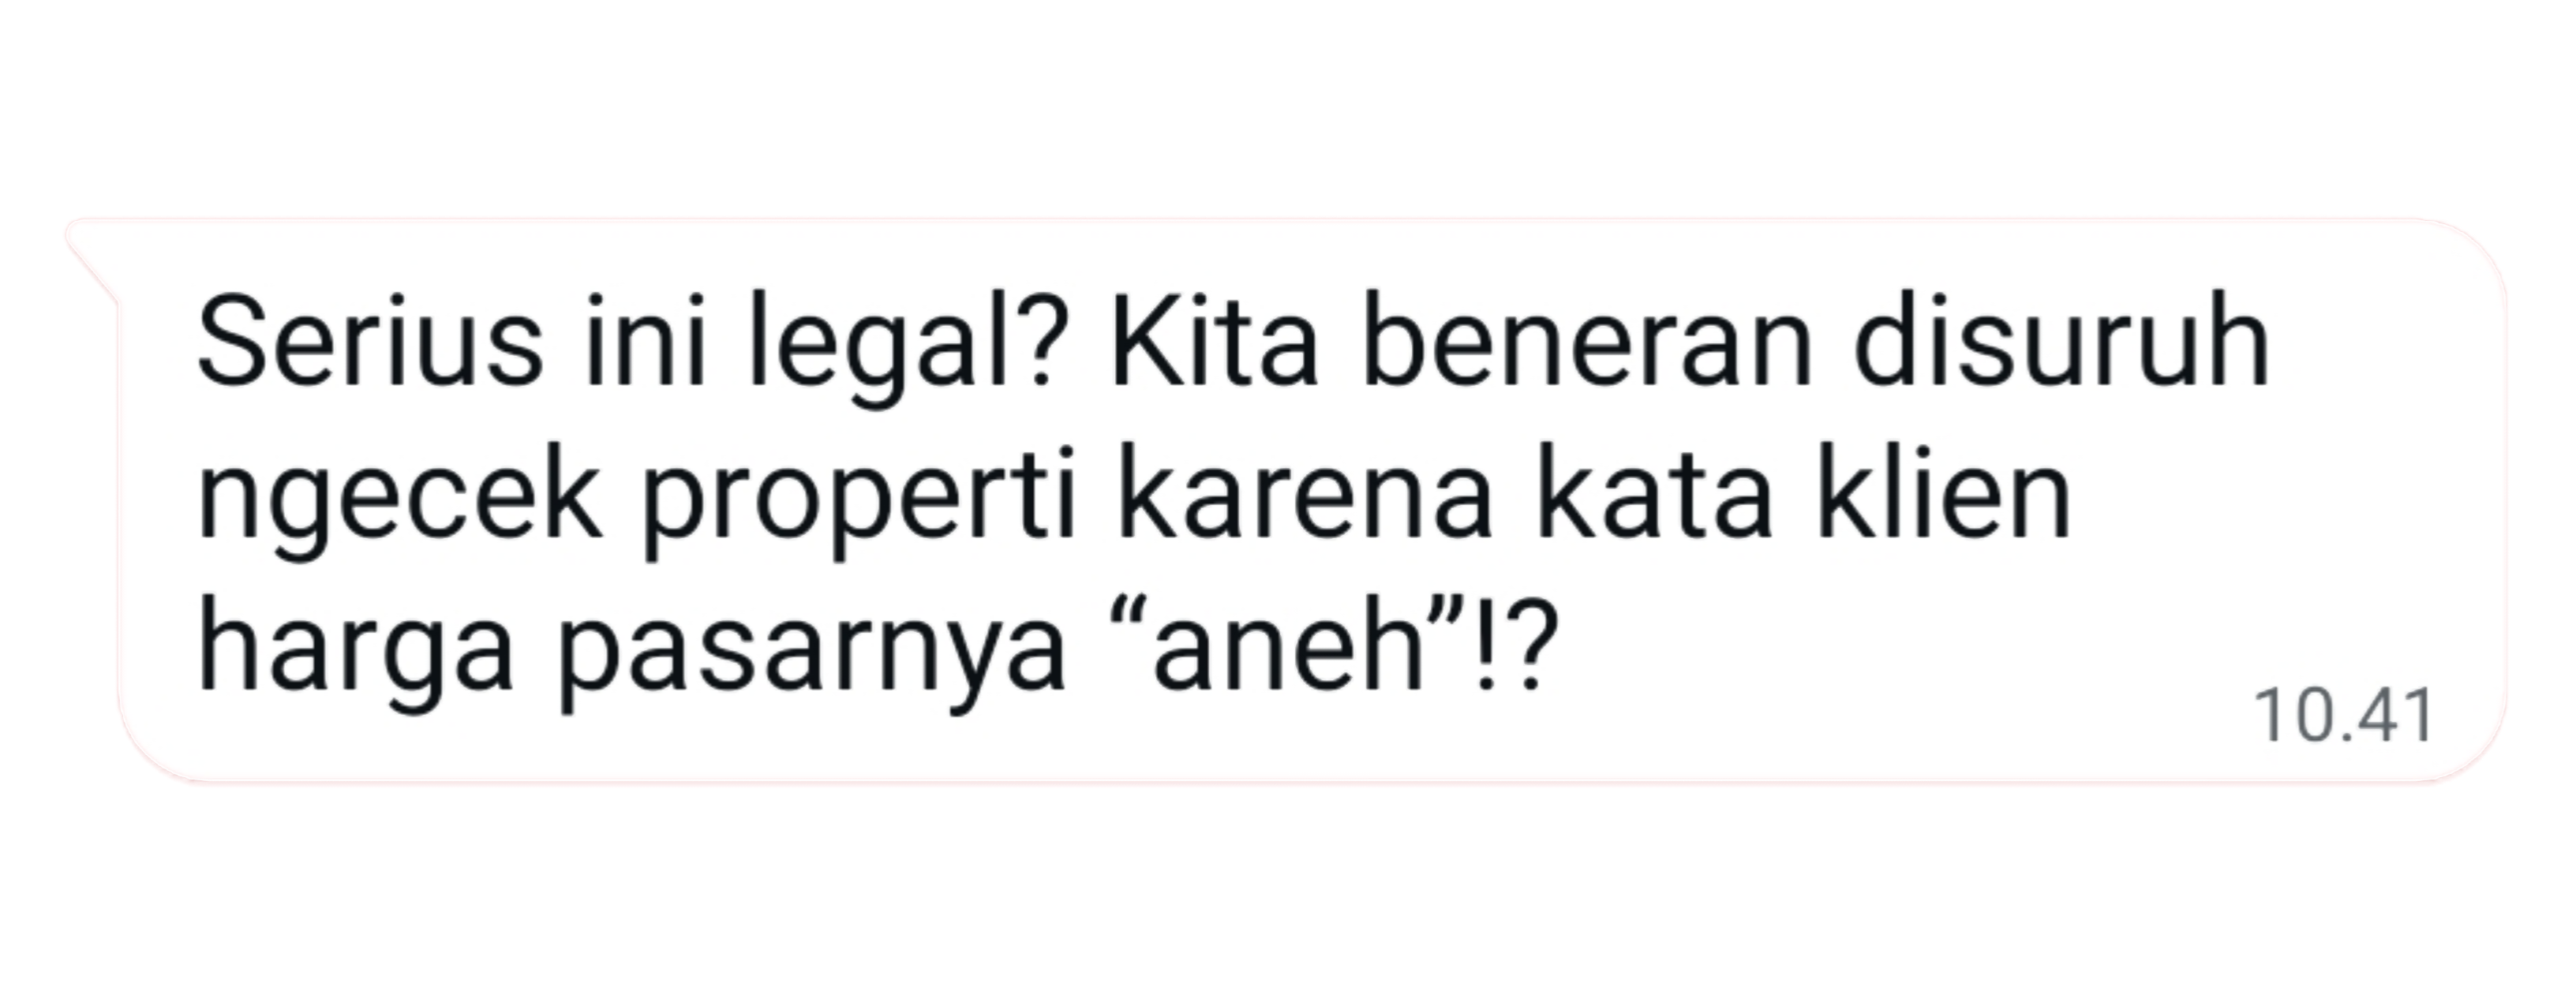 Serius ini legal? Kita beneran disuruh
ngecek properti karena kata klien
harga pasarnya “aneh”!?
10.41